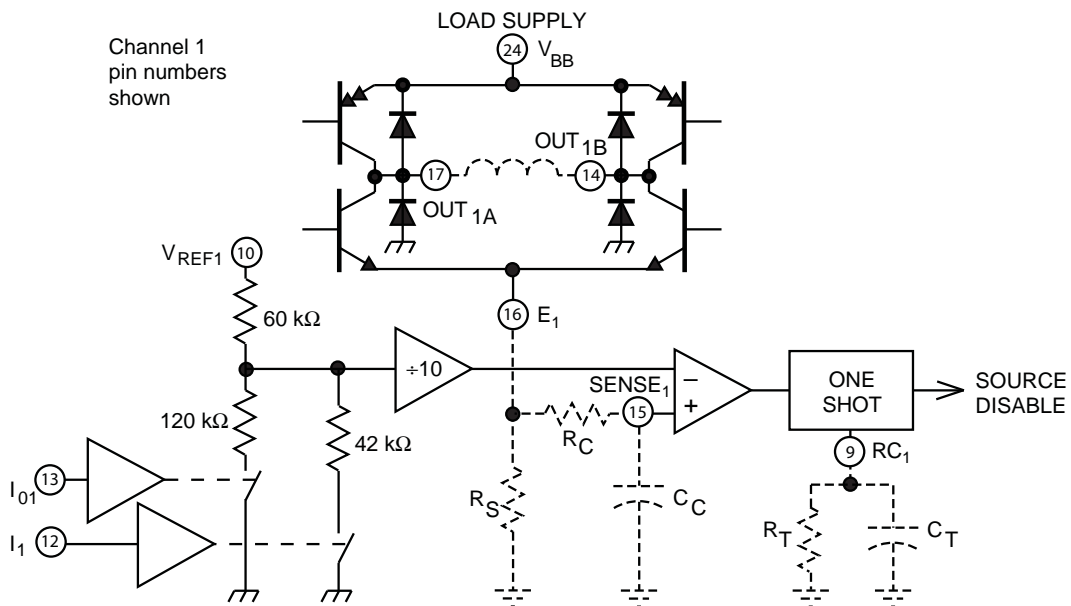 LOAD SUPPLY
Channel 1
pin numbers
shown
24
V_BB
OUT_1B
17
14
OUT_1A
V_REF1
10
60 kΩ
16
E_1
÷10
SENSE_1
−
+
ONE
SHOT
SOURCE
DISABLE
120 kΩ
42 kΩ
R_C
15
9
RC_1
I_01
13
R_S
C_C
R_T
C_T
I_1
12